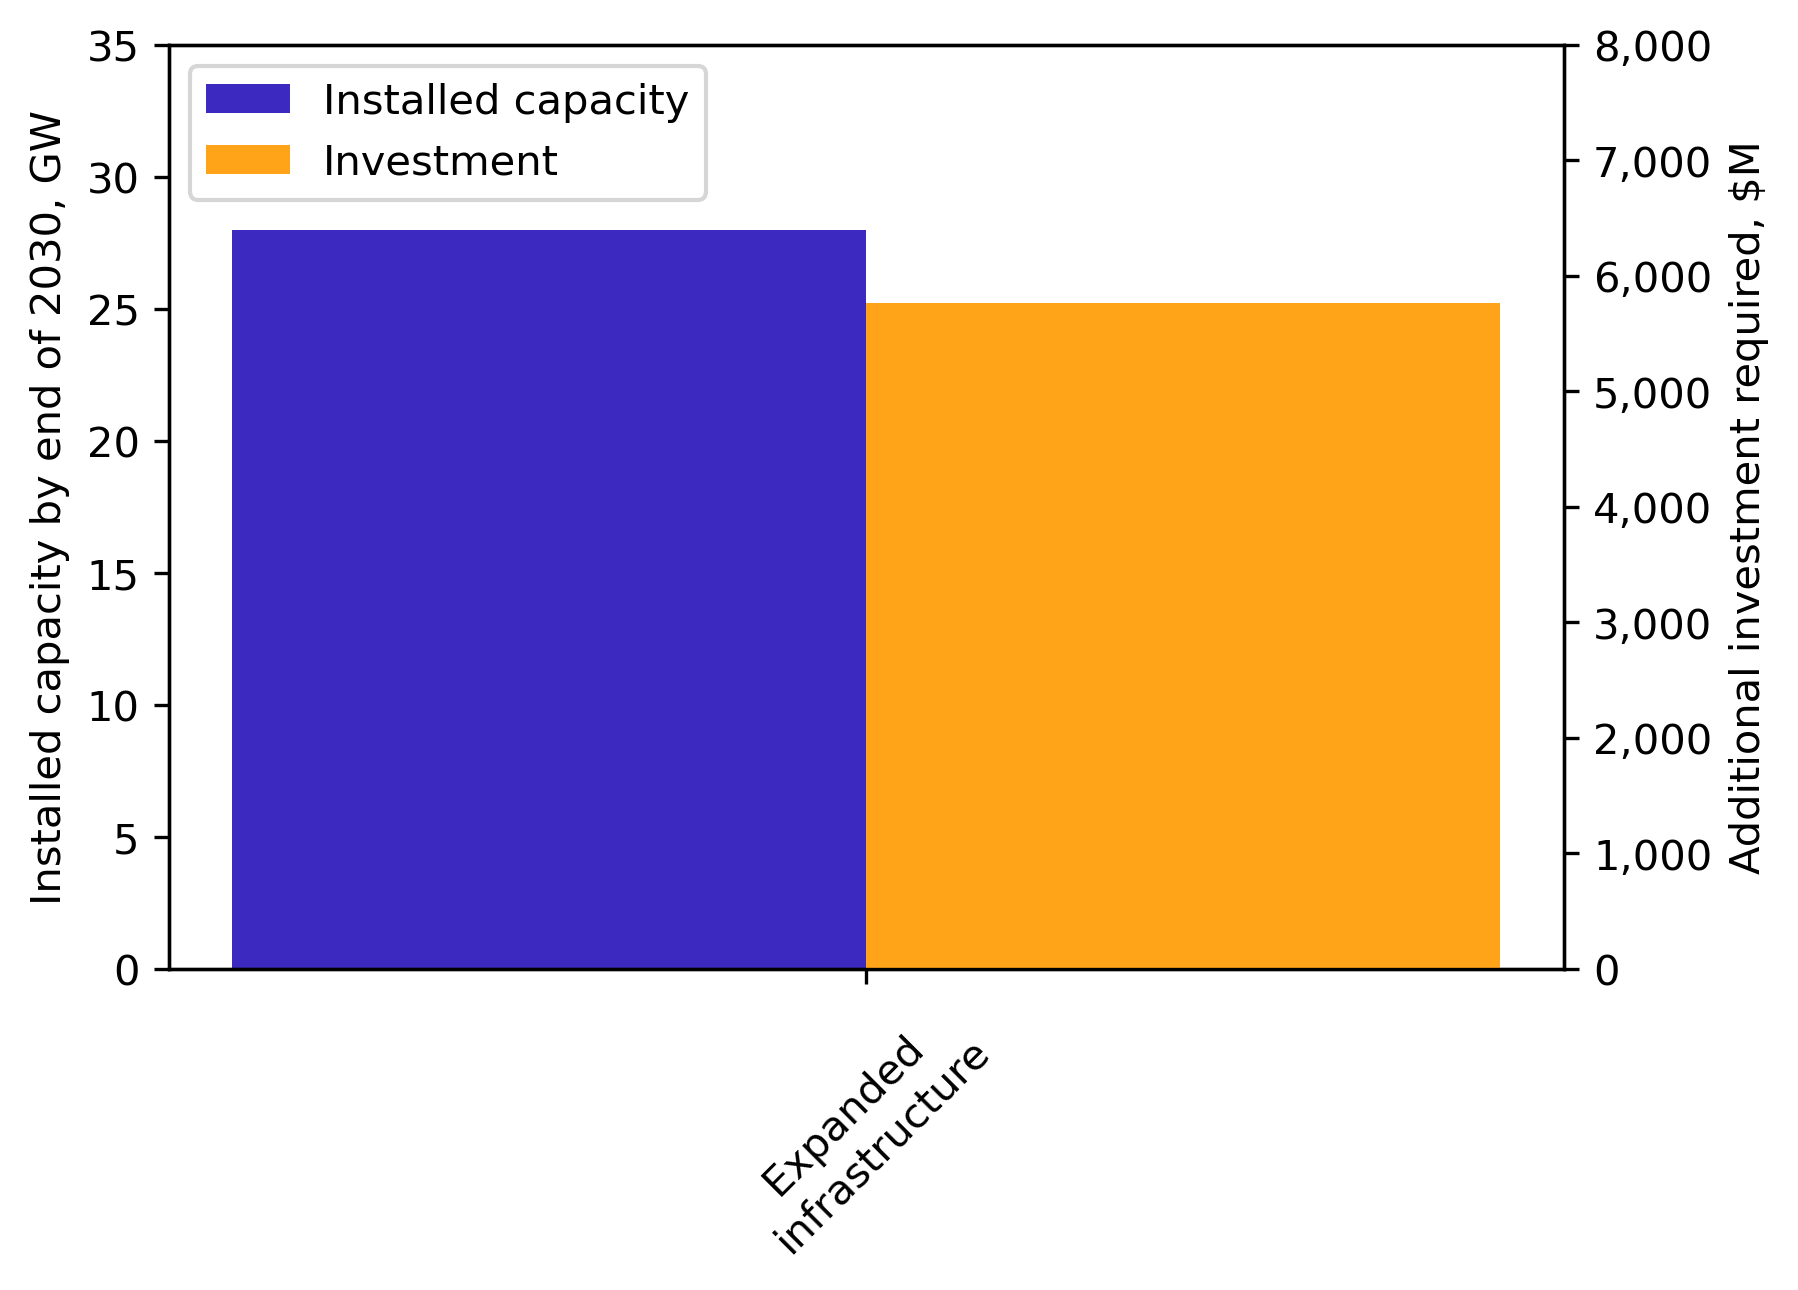 Installed capacity by end of 2030, GW
35
30
25
20
15
10
5
0
Installed capacity
Investment
8,000
7,000
6,000
5,000
4,000
3,000
2,000
1,000
0
Additional investment required, $M
Expanded
infrastructure